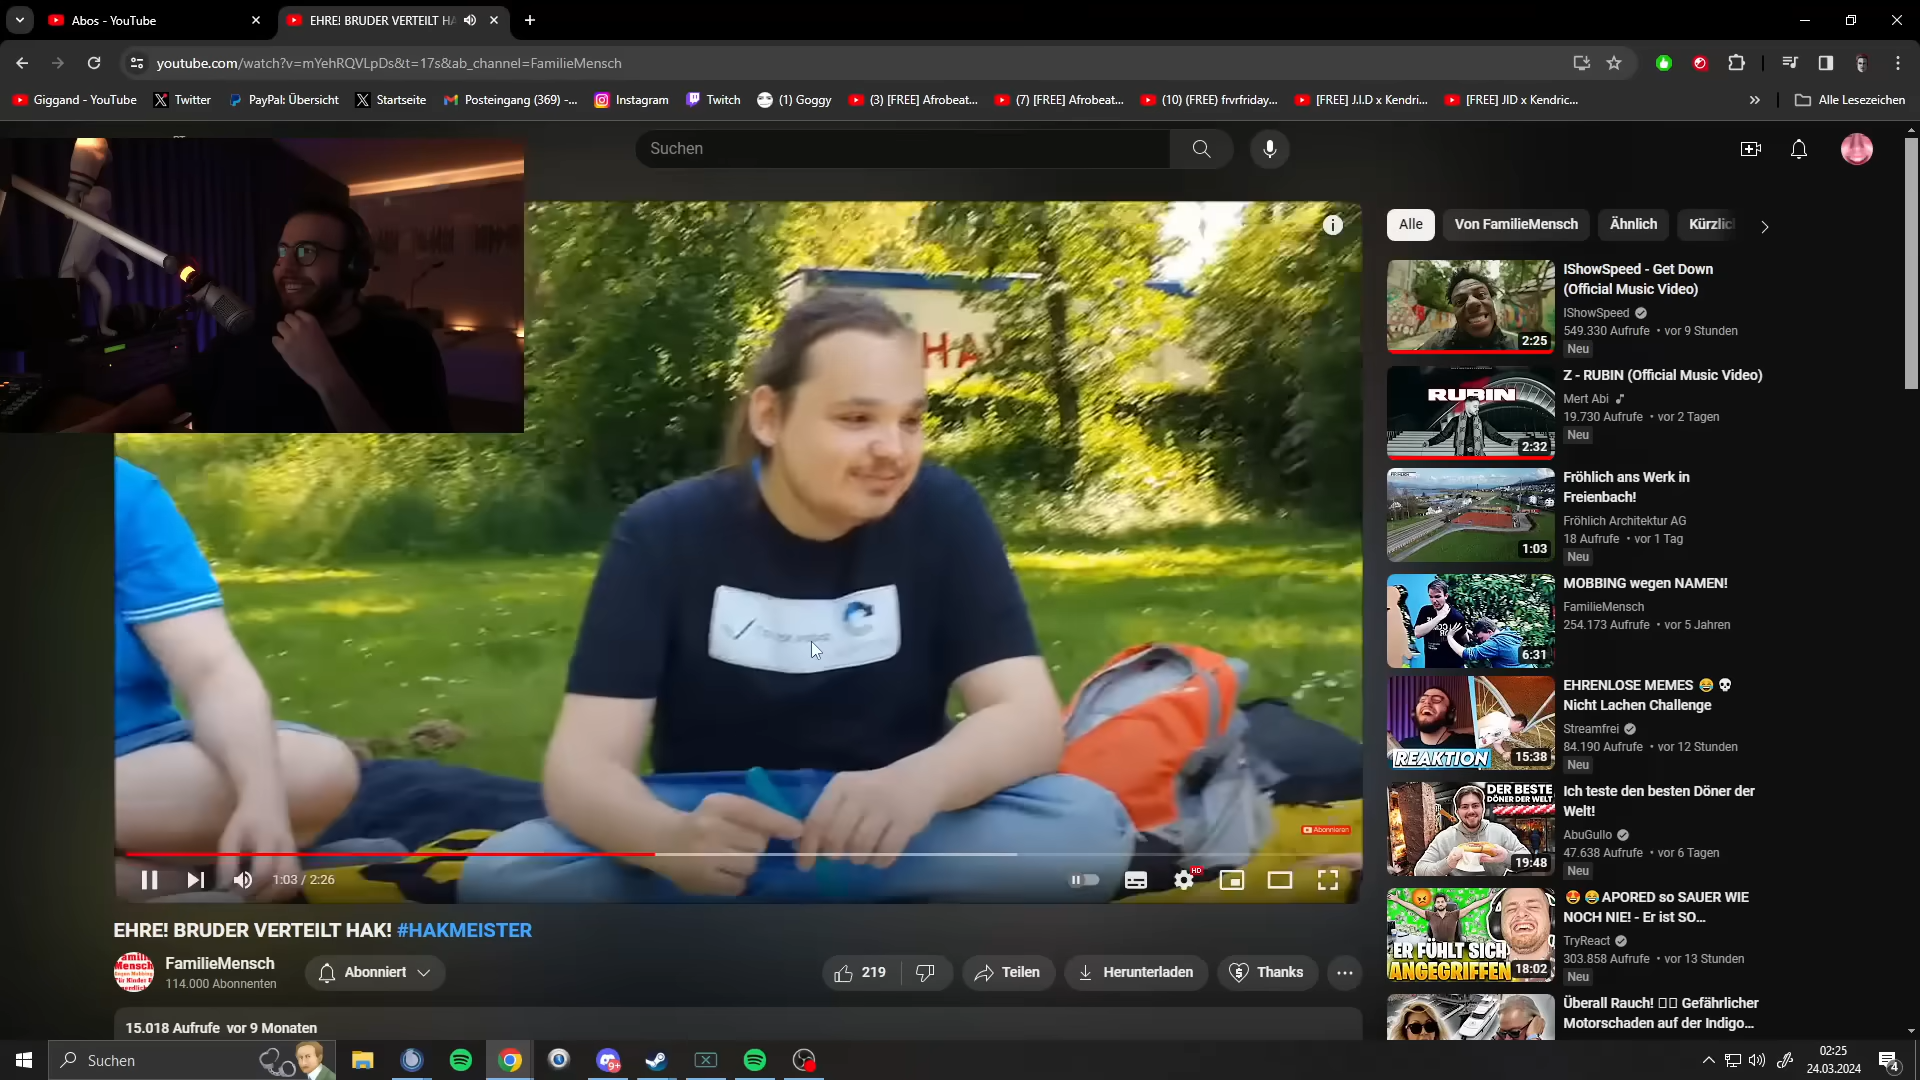 Abos - YouTube
EHRE! BRUDER VERTEILT HA
youtube.com/watch?v=mYehRQVLpDs&t=17s&ab_channel=FamilieMensch
Giggand - YouTube
Twitter
PayPal: Übersicht
Startseite
Posteingang (369) -...
Instagram
Twitch
(1) Goggy
(3) [FREE] Afrobeat...
(7) [FREE] Afrobeat...
(10) (FREE) frvrfriday...
[FREE] J.I.D x Kendri...
[FREE] JID x Kendric...
Alle Lesezeichen
Suchen
HA
Abonnieren
1:03 / 2:26
HD
EHRE! BRUDER VERTEILT HAK! #HAKMEISTER
FamilieMensch
114.000 Abonnenten
Abonniert
219
Teilen
Herunterladen
Thanks
15.018 Aufrufe vor 9 Monaten
Alle
Von FamilieMensch
Ähnlich
Kürzlic
IShowSpeed - Get Down
(Official Music Video)
IShowSpeed
549.330 Aufrufe • vor 9 Stunden
Neu
2:25
Z - RUBIN (Official Music Video)
Mert Abi
19.730 Aufrufe • vor 2 Tagen
Neu
RUBIN
2:32
Fröhlich ans Werk in
Freienbach!
Fröhlich Architektur AG
18 Aufrufe • vor 1 Tag
Neu
1:03
MOBBING wegen NAMEN!
FamilieMensch
254.173 Aufrufe • vor 5 Jahren
6:31
EHRENLOSE MEMES 😂 💀
Nicht Lachen Challenge
Streamfrei
84.190 Aufrufe • vor 12 Stunden
Neu
REAKTION
15:38
Ich teste den besten Döner der
Welt!
AbuGullo
47.638 Aufrufe • vor 6 Tagen
Neu
DER BESTE
DÖNER DER WELT
19:48
🤩 😂 APORED so SAUER WIE
NOCH NIE! - Er ist SO...
TryReact
303.858 Aufrufe • vor 13 Stunden
Neu
ER FÜHLT SICH
ANGEGRIFFEN
18:02
Überall Rauch! Gefährlicher
Motorschaden auf der Indigo...
Suchen
9+
02:25
24.03.2024
4